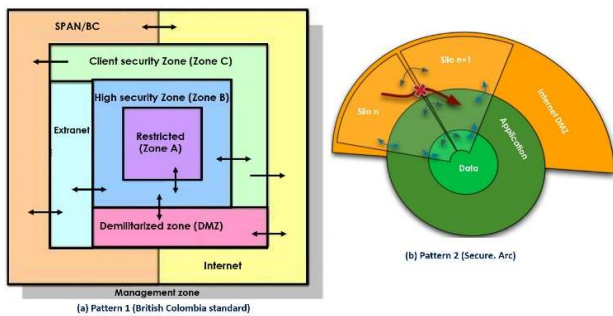 SPAN/BC
Client security Zone (Zone C)
High security Zone (Zone B)
Extranet
Restricted
(Zone A)
Demilitarized zone (DMZ)
Internet
Management zone
(a) Pattern 1 (British Colombia standard)
Silo n+1
Silo n
Internet DMZ
Application
Data
(b) Pattern 2 (Secure. Arc)